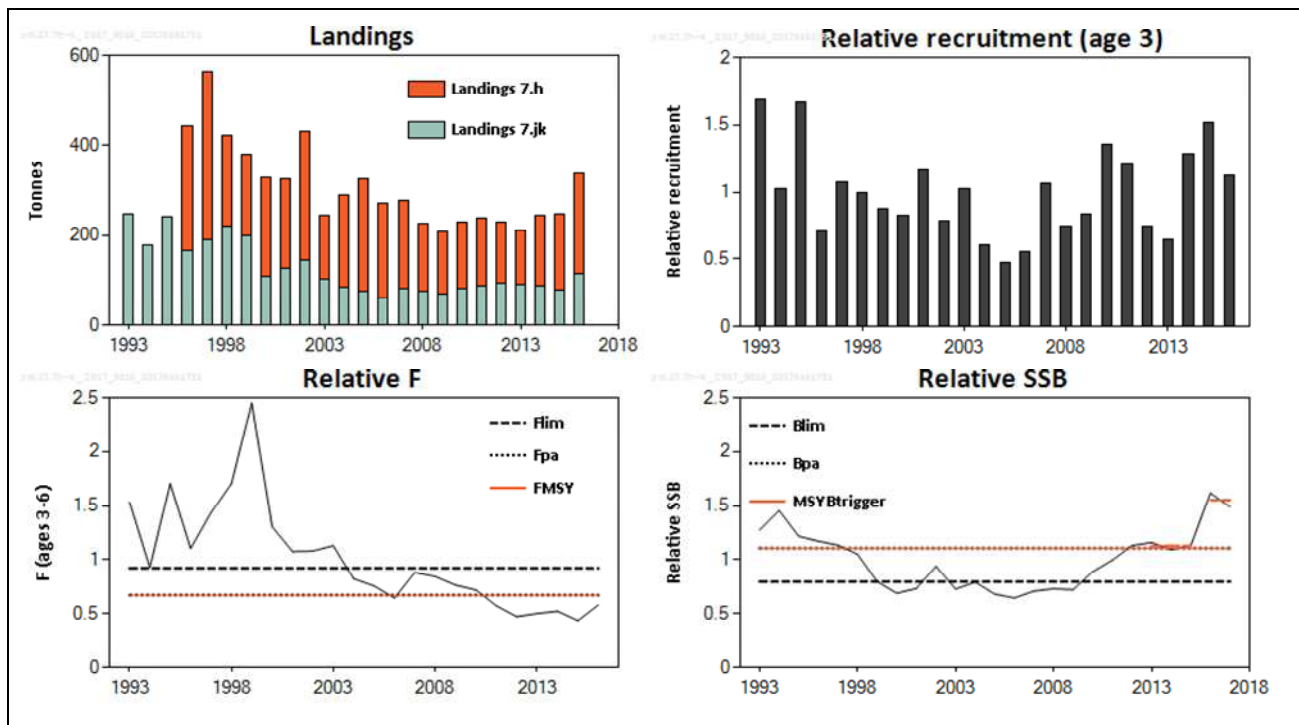 Landings
600
400
200
0
Tonnes
Landings 7.h
Landings 7.jk
1993
1998
2003
2008
2013
2018
Relative recruitment (age 3)
2
1.5
1
0.5
0
Relative recruitment
1993
1998
2003
2008
2013
Relative F
2.5
2
1.5
1
0.5
0
F (ages 3-6)
Flim
Fpa
FMSY
1993
1998
2003
2008
2013
Relative SSB
2.5
2
1.5
1
0.5
0
Relative SSB
Blim
Bpa
MSYBtrigger
1993
1998
2003
2008
2013
2018